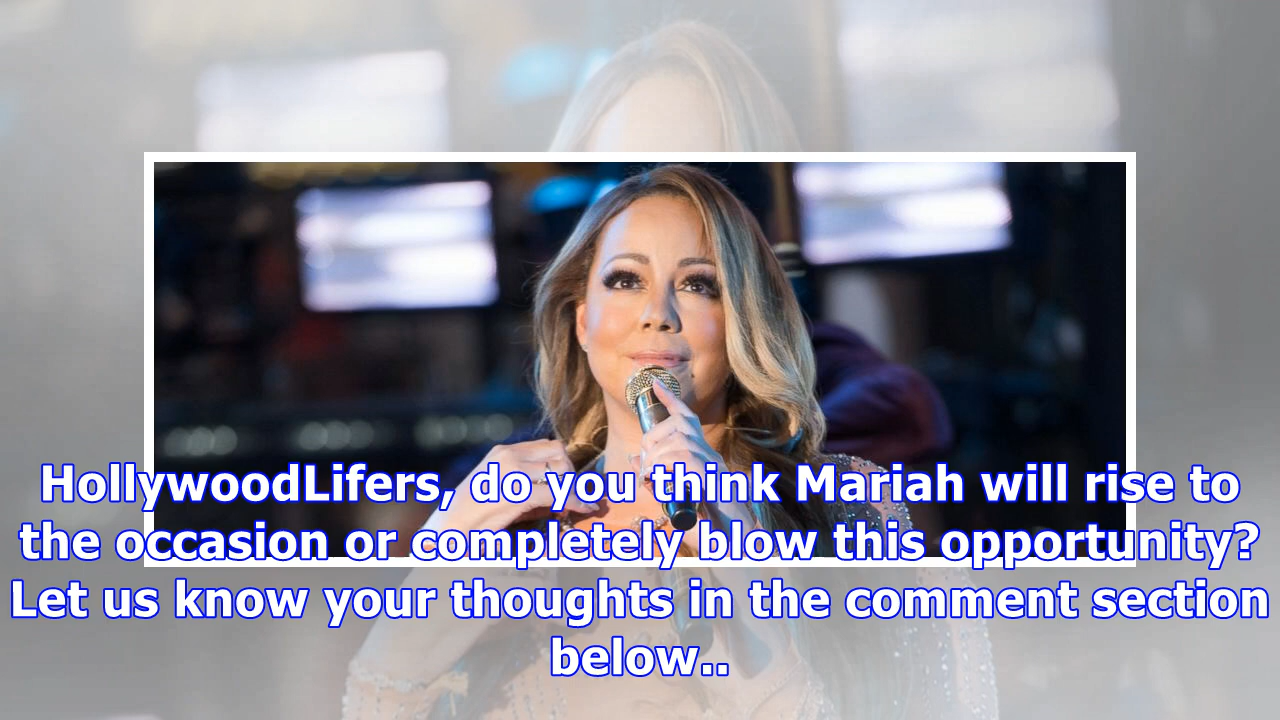 HollywoodLifers, do you think Mariah will rise to
the occasion or completely blow this opportunity?
Let us know your thoughts in the comment section
below..